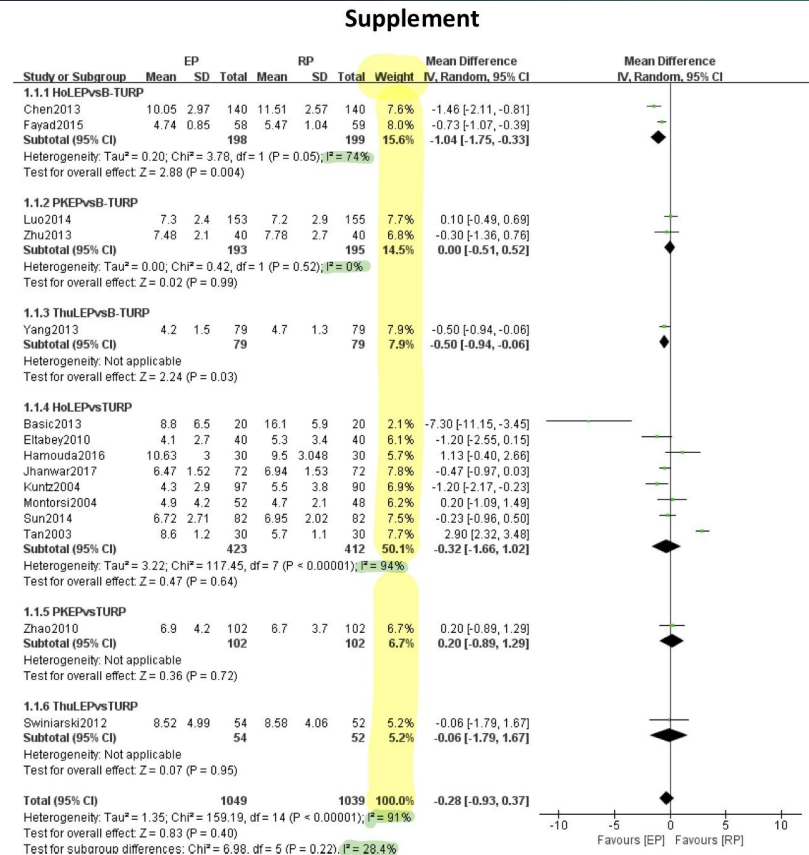 Supplement
EP RP Mean Difference Mean Difference
Study or Subgroup Mean SD Total Mean SD Total Weight IV, Random, 95% CI IV, Random, 95% CI
1.1.1 HoLEPvsB-TURP
Chen2013 10.05 2.97 140 11.51 2.57 140 7.6% -1.46 [-2.11, -0.81]
Fayad2015 4.74 0.85 58 5.47 1.04 59 8.0% -0.73 [-1.07, -0.39]
Subtotal (95% CI) 198 199 15.6% -1.04 [-1.75, -0.33]
Heterogeneity: Tau² = 0.20; Chi² = 3.78, df = 1 (P = 0.05); I² = 74%
Test for overall effect: Z = 2.88 (P = 0.004)
1.1.2 PKEPvsB-TURP
Luo2014 7.3 2.4 153 7.2 2.9 155 7.7% 0.10 [-0.49, 0.69]
Zhu2013 7.48 2.1 40 7.78 2.7 40 6.8% -0.30 [-1.36, 0.76]
Subtotal (95% CI) 193 195 14.5% 0.00 [-0.51, 0.52]
Heterogeneity: Tau² = 0.00; Chi² = 0.42, df = 1 (P = 0.52); I² = 0%
Test for overall effect: Z = 0.02 (P = 0.99)
1.1.3 ThuLEPvsB-TURP
Yang2013 4.2 1.5 79 4.7 1.3 79 7.9% -0.50 [-0.94, -0.06]
Subtotal (95% CI) 79 79 7.9% -0.50 [-0.94, -0.06]
Heterogeneity: Not applicable
Test for overall effect: Z = 2.24 (P = 0.03)
1.1.4 HoLEPvsTURP
Basic2013 8.8 6.5 20 16.1 5.9 20 2.1% -7.30 [-11.15, -3.45]
Eltabey2010 4.1 2.7 40 5.3 3.4 40 6.1% -1.20 [-2.55, 0.15]
Hamouda2016 10.63 3 30 9.5 3.048 30 5.7% 1.13 [-0.40, 2.66]
Jhanwar2017 6.47 1.52 72 6.94 1.53 72 7.8% -0.47 [-0.97, 0.03]
Kuntz2004 4.3 2.9 97 5.5 3.8 90 6.9% -1.20 [-2.17, -0.23]
Montorsi2004 4.9 4.2 52 4.7 2.1 48 6.2% 0.20 [-1.09, 1.49]
Sun2014 6.72 2.71 82 6.95 2.02 82 7.5% -0.23 [-0.96, 0.50]
Tan2003 8.6 1.2 30 5.7 1.1 30 7.7% 2.90 [2.32, 3.48]
Subtotal (95% CI) 423 412 50.1% -0.32 [-1.66, 1.02]
Heterogeneity: Tau² = 3.22; Chi² = 117.45, df = 7 (P < 0.00001); I² = 94%
Test for overall effect: Z = 0.47 (P = 0.64)
1.1.5 PKEPvsTURP
Zhao2010 6.9 4.2 102 6.7 3.7 102 6.7% 0.20 [-0.89, 1.29]
Subtotal (95% CI) 102 102 6.7% 0.20 [-0.89, 1.29]
Heterogeneity: Not applicable
Test for overall effect: Z = 0.36 (P = 0.72)
1.1.6 ThuLEPvsTURP
Swiniarski2012 8.52 4.99 54 8.58 4.06 52 5.2% -0.06 [-1.79, 1.67]
Subtotal (95% CI) 54 52 5.2% -0.06 [-1.79, 1.67]
Heterogeneity: Not applicable
Test for overall effect: Z = 0.07 (P = 0.95)
Total (95% CI) 1049 1039 100.0% -0.28 [-0.93, 0.37]
Heterogeneity: Tau² = 1.35; Chi² = 159.19, df = 14 (P < 0.00001); I² = 91%
Test for overall effect: Z = 0.83 (P = 0.40)
Test for subgroup differences: Chi² = 6.98, df = 5 (P = 0.22), I² = 28.4%
-10 -5 0 5 10
Favours [EP] Favours [RP]